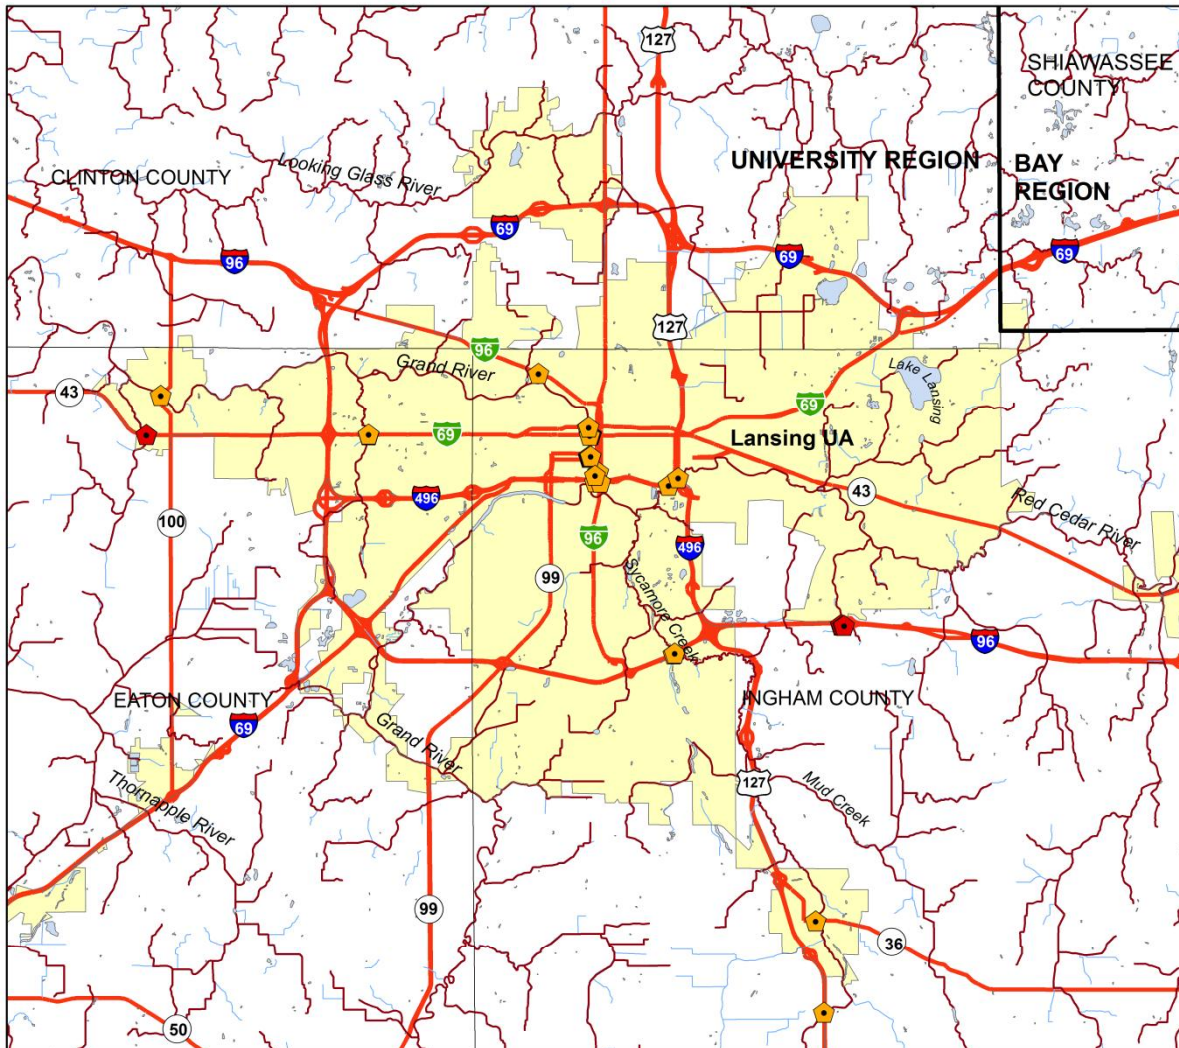 127
SHIAWASSEE
COUNTY
UNIVERSITY REGION
BAY
REGION
Looking Glass River
CLINTON COUNTY
69
69
69
96
127
96
Grand River
Lake Lansing
43
69
69
Lansing UA
496
43
Red Cedar River
100
96
496
99
Sycamore Creek
96
EATON COUNTY
INGHAM COUNTY
69
Grand River
127
Thornapple River
Mud Creek
99
36
50